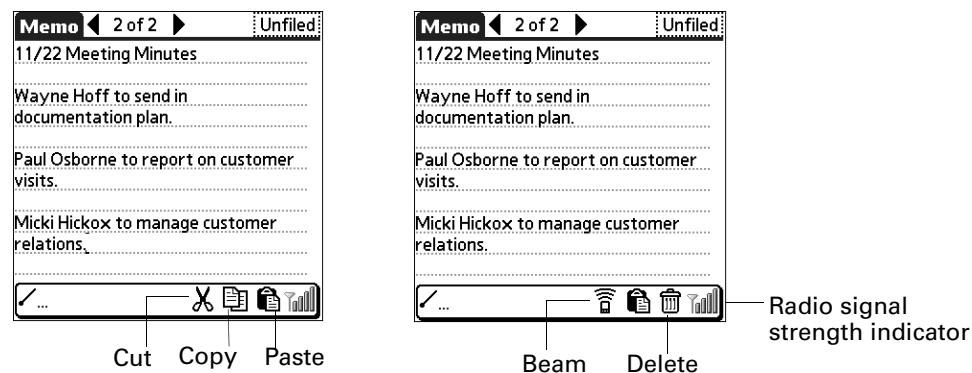 Memo 2 of 2 Unfiled
11/22 Meeting Minutes
Wayne Hoff to send in
documentation plan.
Paul Osborne to report on customer
visits.
Micki Hickox to manage customer
relations.
...
Cut Copy Paste
Memo 2 of 2 Unfiled
11/22 Meeting Minutes
Wayne Hoff to send in
documentation plan.
Paul Osborne to report on customer
visits.
Micki Hickox to manage customer
relations.
...
Radio signal
strength indicator
Beam Delete